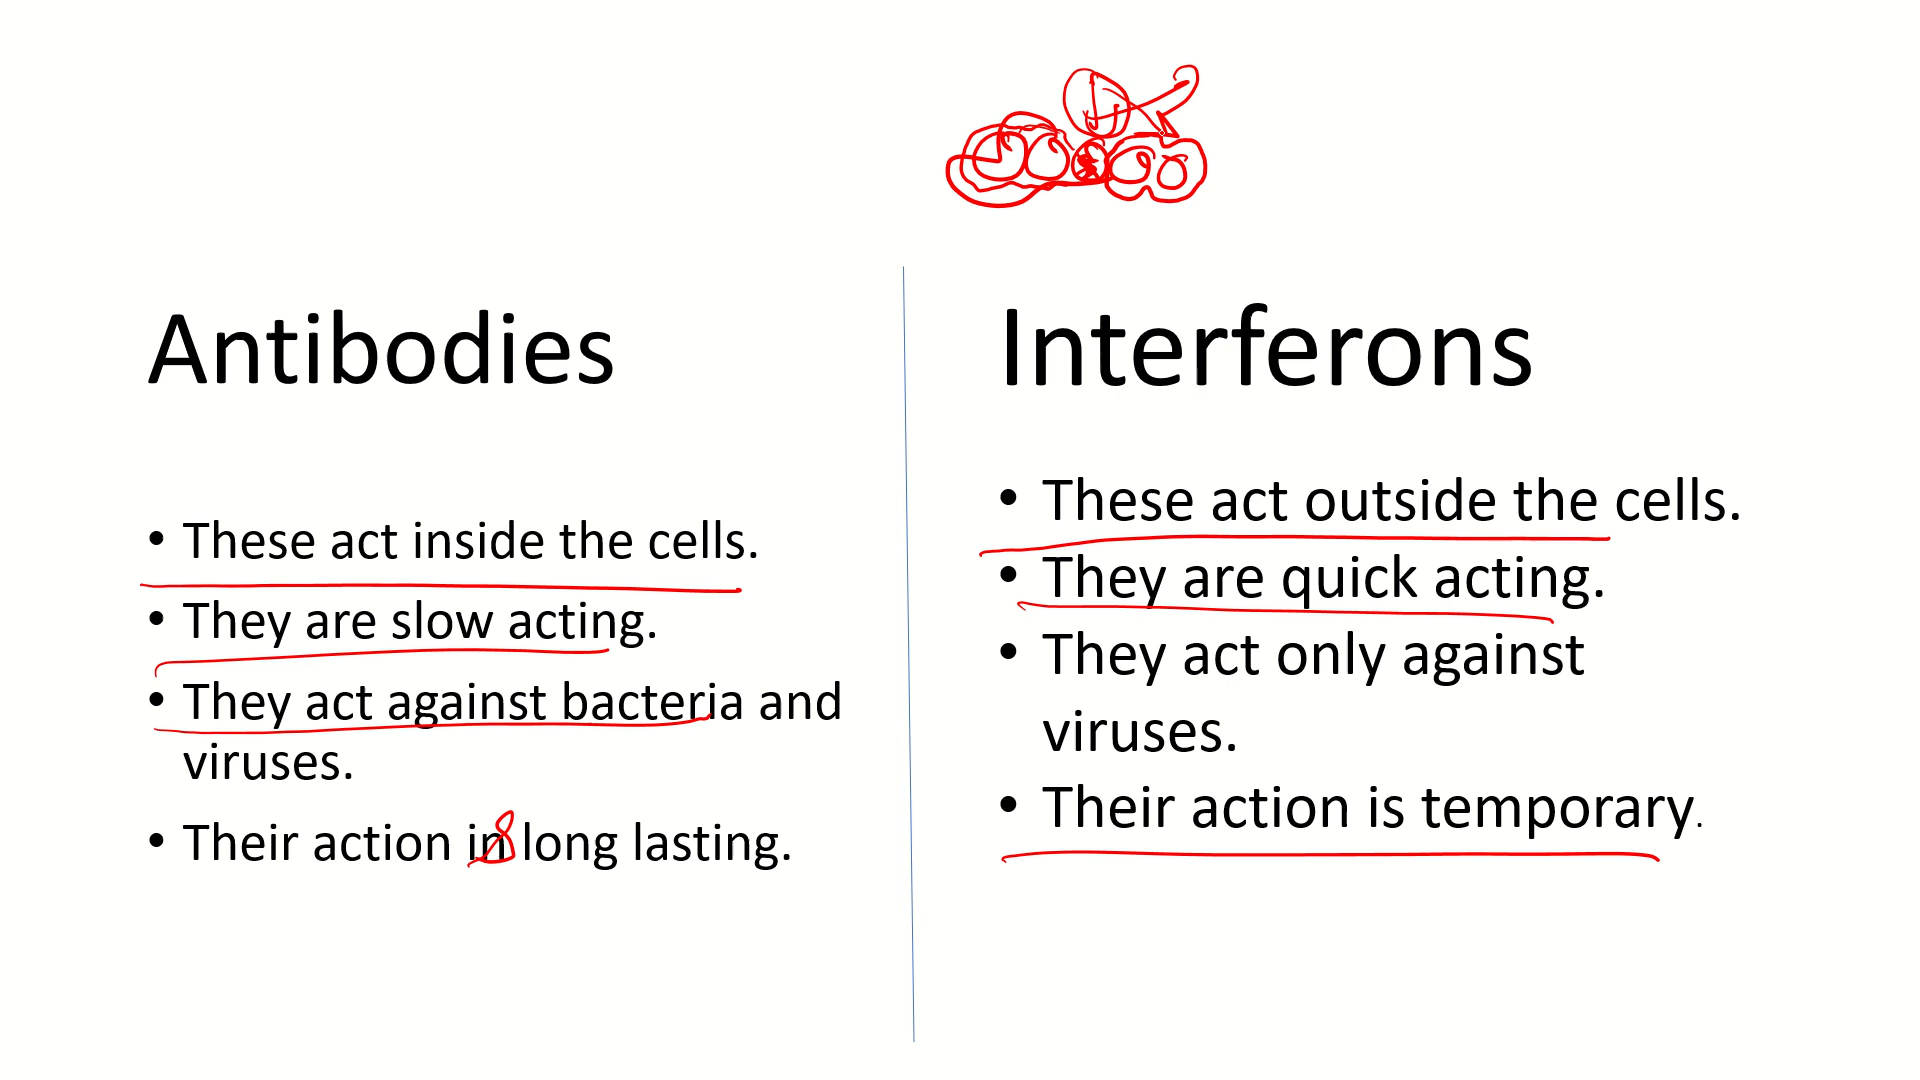 Antibodies
• These act inside the cells.
• They are slow acting.
• They act against bacteria and
viruses.
• Their action in long lasting.
Interferons
• These act outside the cells.
• They are quick acting.
• They act only against
viruses.
• Their action is temporary.